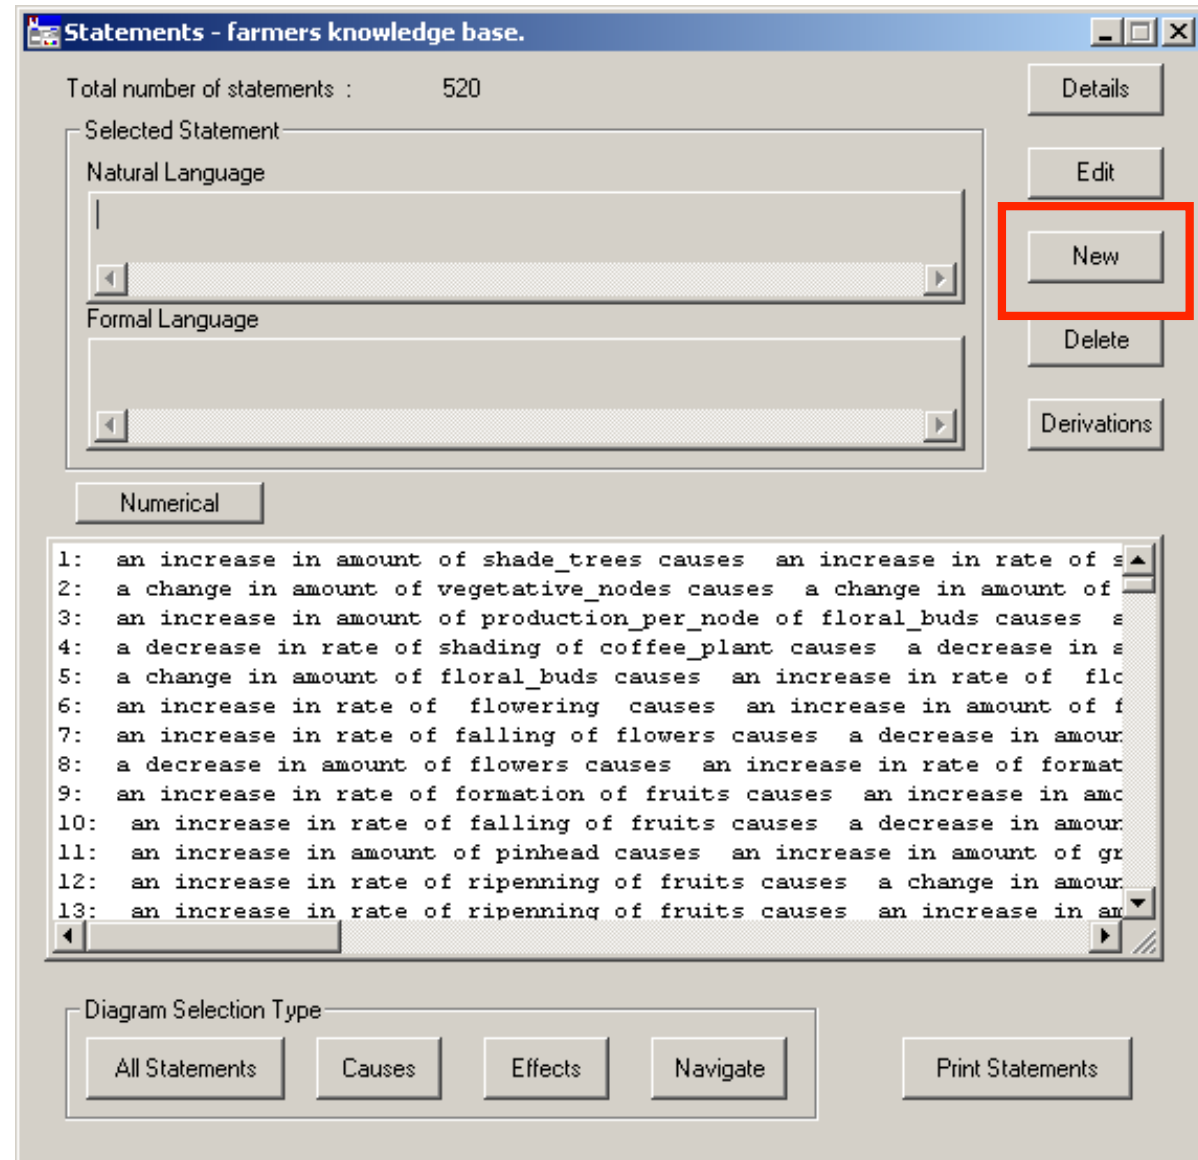 Statements - farmers knowledge base.
Total number of statements : 520
Details
Selected Statement
Natural Language
Edit
New
Formal Language
Delete
Derivations
Numerical
1: an increase in amount of shade_trees causes an increase in rate of s
2: a change in amount of vegetative_nodes causes a change in amount of
3: an increase in amount of production_per_node of floral_buds causes a
4: a decrease in rate of shading of coffee_plant causes a decrease in a
5: a change in amount of floral_buds causes an increase in rate of flo
6: an increase in rate of flowering causes an increase in amount of f
7: an increase in rate of falling of flowers causes a decrease in amoun
8: a decrease in amount of flowers causes an increase in rate of format
9: an increase in rate of formation of fruits causes an increase in amo
10: an increase in rate of falling of fruits causes a decrease in amoun
11: an increase in amount of pinhead causes an increase in amount of gr
12: an increase in rate of ripenning of fruits causes a change in amoun
13: an increase in rate of ripenning of fruits causes an increase in am
Diagram Selection Type
All Statements Causes Effects Navigate Print Statements